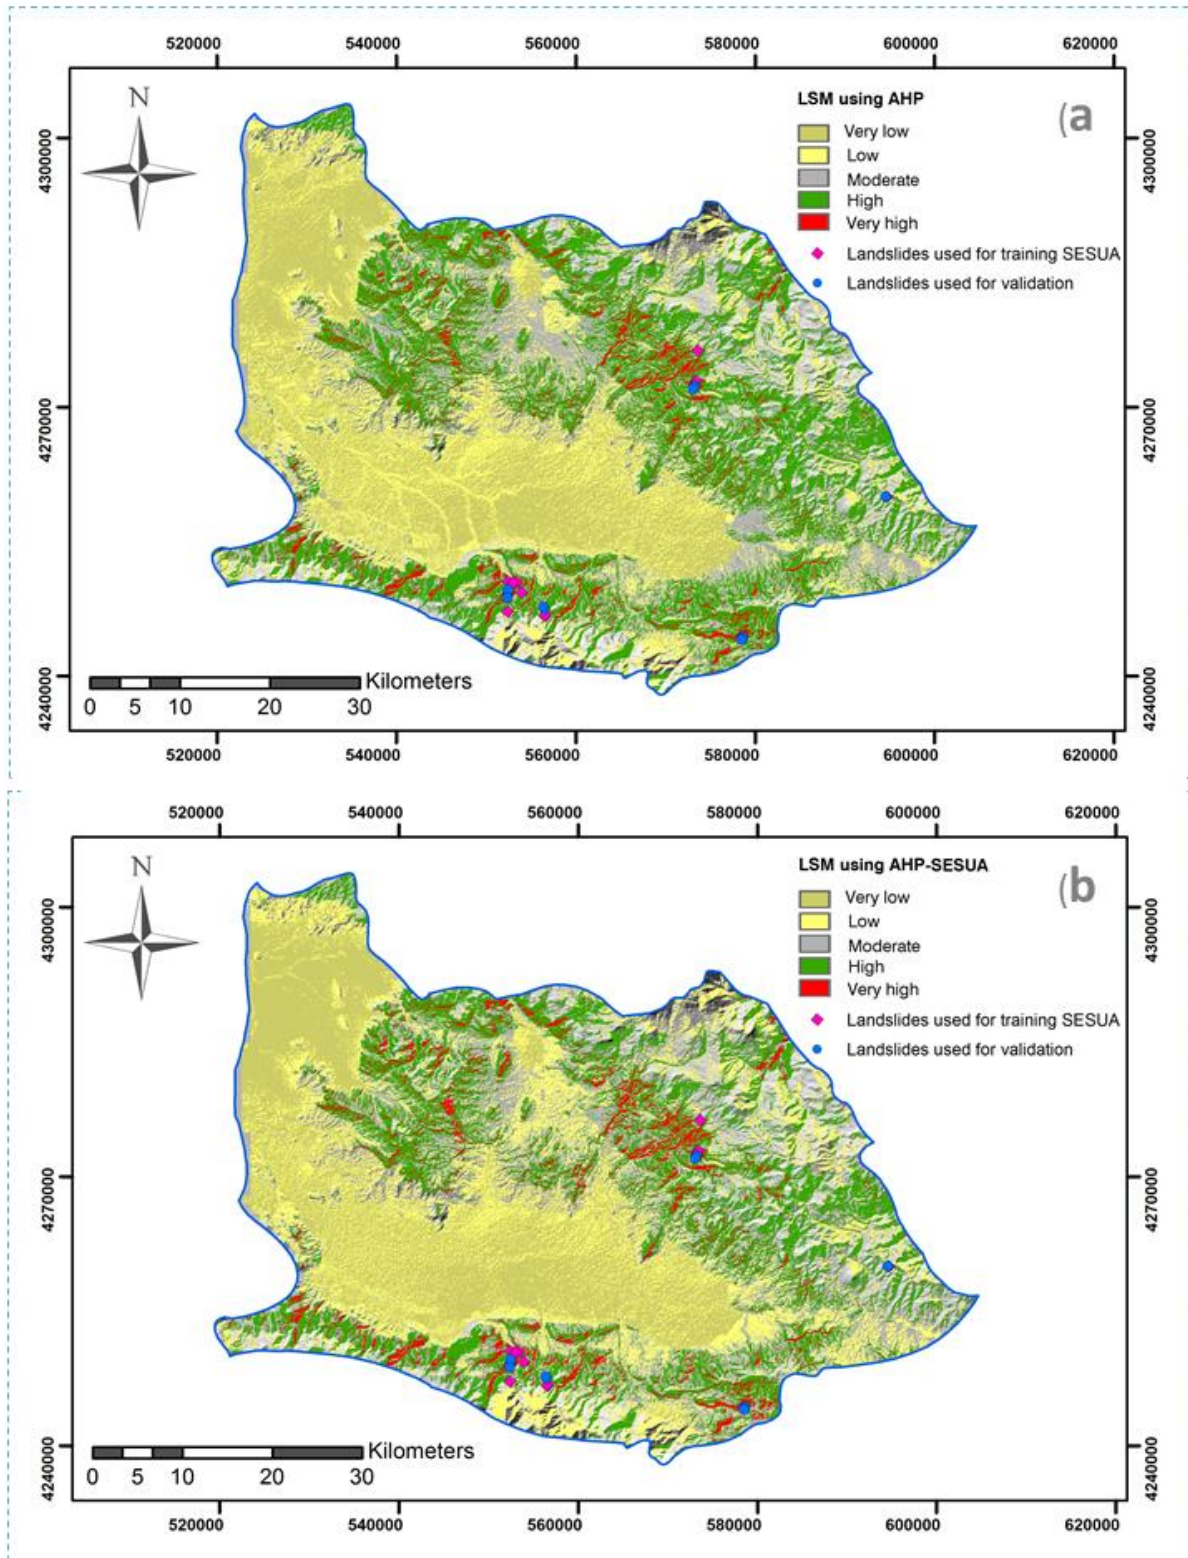 520000 540000 560000 580000 600000 620000
N
LSM using AHP
(a
Very low
Low
Moderate
High
Very high
Landslides used for training SESUA
Landslides used for validation
4300000 4300000
4270000 4270000
4240000 4240000
Kilometers
0 5 10 20 30
520000 540000 560000 580000 600000 620000
520000 540000 560000 580000 600000 620000
N
LSM using AHP-SESUA
(b
Very low
Low
Moderate
High
Very high
Landslides used for training SESUA
Landslides used for validation
4300000 4300000
4270000 4270000
4240000 4240000
Kilometers
0 5 10 20 30
520000 540000 560000 580000 600000 620000